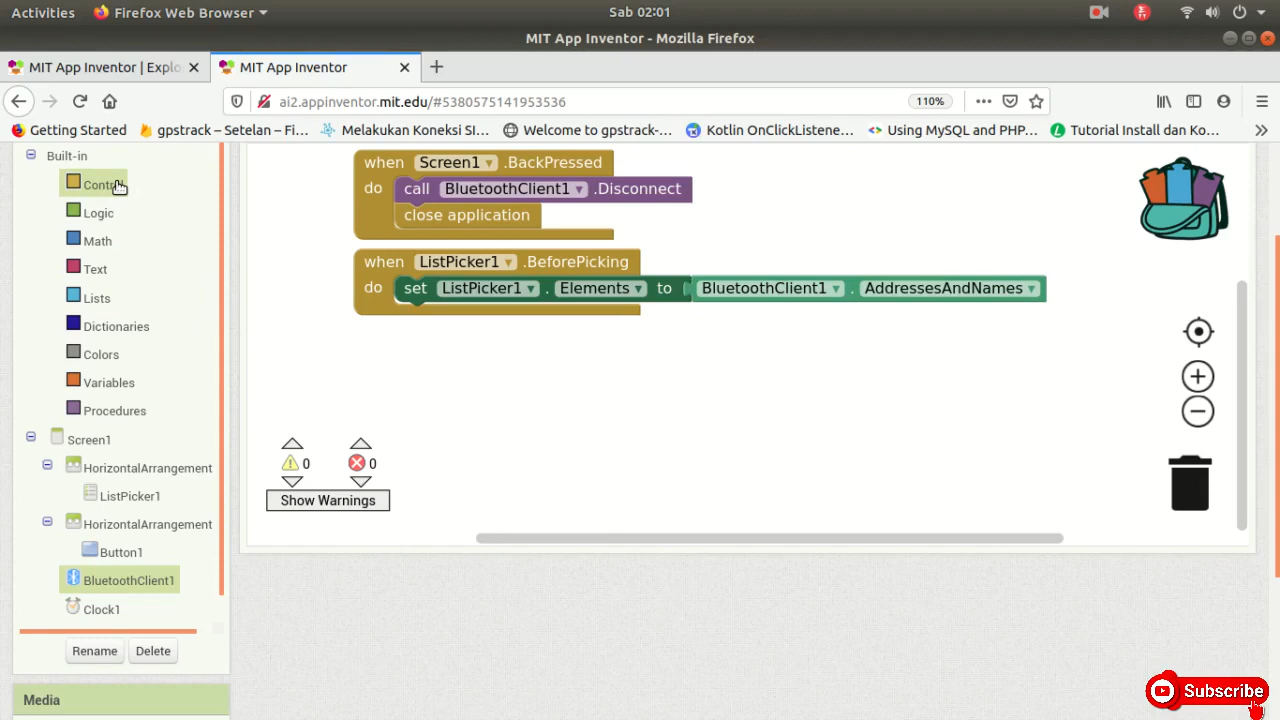 Activities
Firefox Web Browser
Sab 02:01
MIT App Inventor - Mozilla Firefox
MIT App Inventor | Explo
MIT App Inventor
ai2.appinventor.mit.edu/#5380575141953536
110%
Getting Started
gpstrack – Setelan – Fi...
Melakukan Koneksi SI...
Welcome to gpstrack-...
Kotlin OnClickListene...
Using MySQL and PHP...
Tutorial Install dan Ko...
Built-in
Control
Logic
Math
Text
Lists
Dictionaries
Colors
Variables
Procedures
Screen1
HorizontalArrangement
ListPicker1
HorizontalArrangement
Button1
BluetoothClient1
Clock1
Rename
Delete
Media
when Screen1 .BackPressed
do call BluetoothClient1 .Disconnect
close application
when ListPicker1 .BeforePicking
do set ListPicker1 . Elements to BluetoothClient1 . AddressesAndNames
0
0
Show Warnings
Subscribe